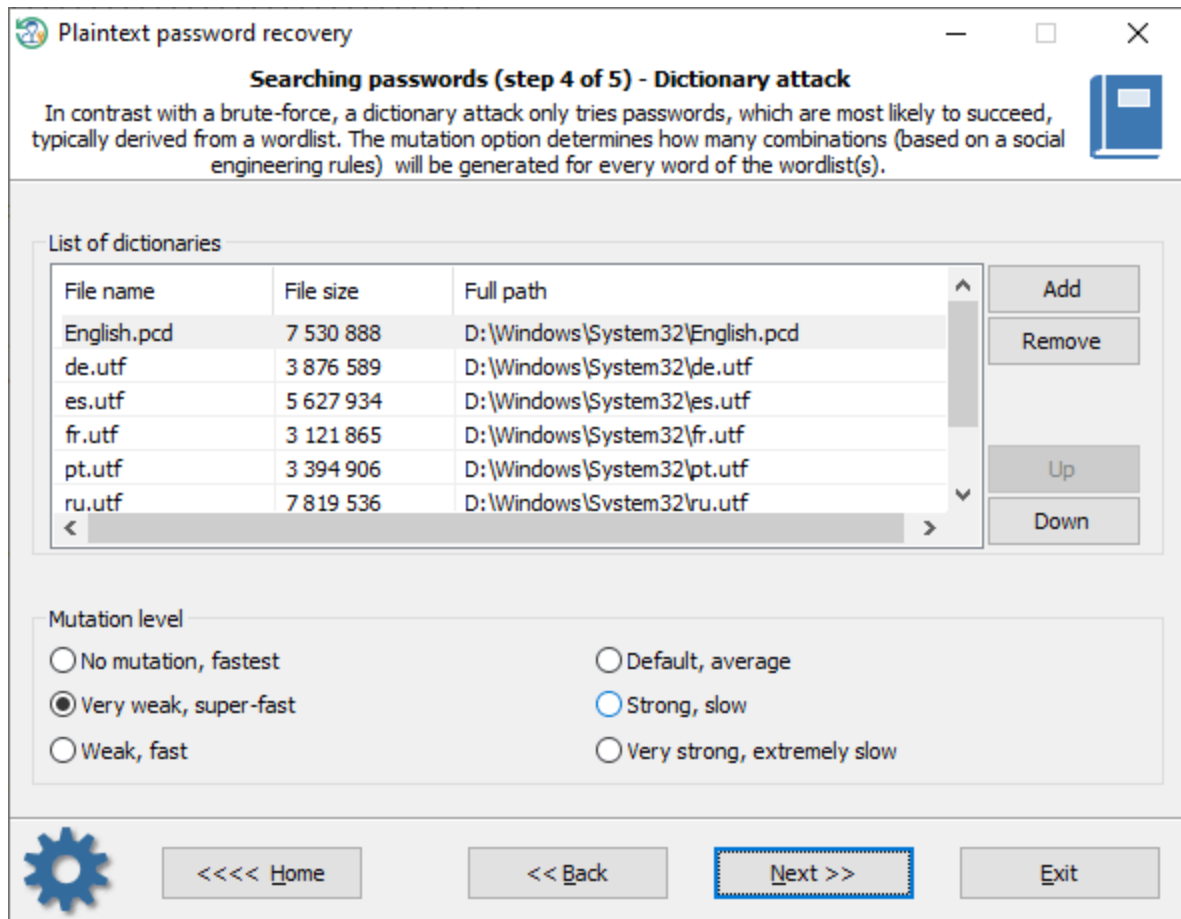 Plaintext password recovery
Searching passwords (step 4 of 5) - Dictionary attack
In contrast with a brute-force, a dictionary attack only tries passwords, which are most likely to succeed,
typically derived from a wordlist. The mutation option determines how many combinations (based on a social
engineering rules) will be generated for every word of the wordlist(s).
List of dictionaries
File name File size Full path
Add
English.pcd 7 530 888 D:\Windows\System32\English.pcd
Remove
de.utf 3 876 589 D:\Windows\System32\de.utf
es.utf 5 627 934 D:\Windows\System32\es.utf
fr.utf 3 121 865 D:\Windows\System32\fr.utf
pt.utf 3 394 906 D:\Windows\System32\pt.utf
Up
ru.utf 7 819 536 D:\Windows\System32\ru.utf
Down
Mutation level
No mutation, fastest
Default, average
Very weak, super-fast
Strong, slow
Weak, fast
Very strong, extremely slow
<<<< Home
<< Back
Next >>
Exit